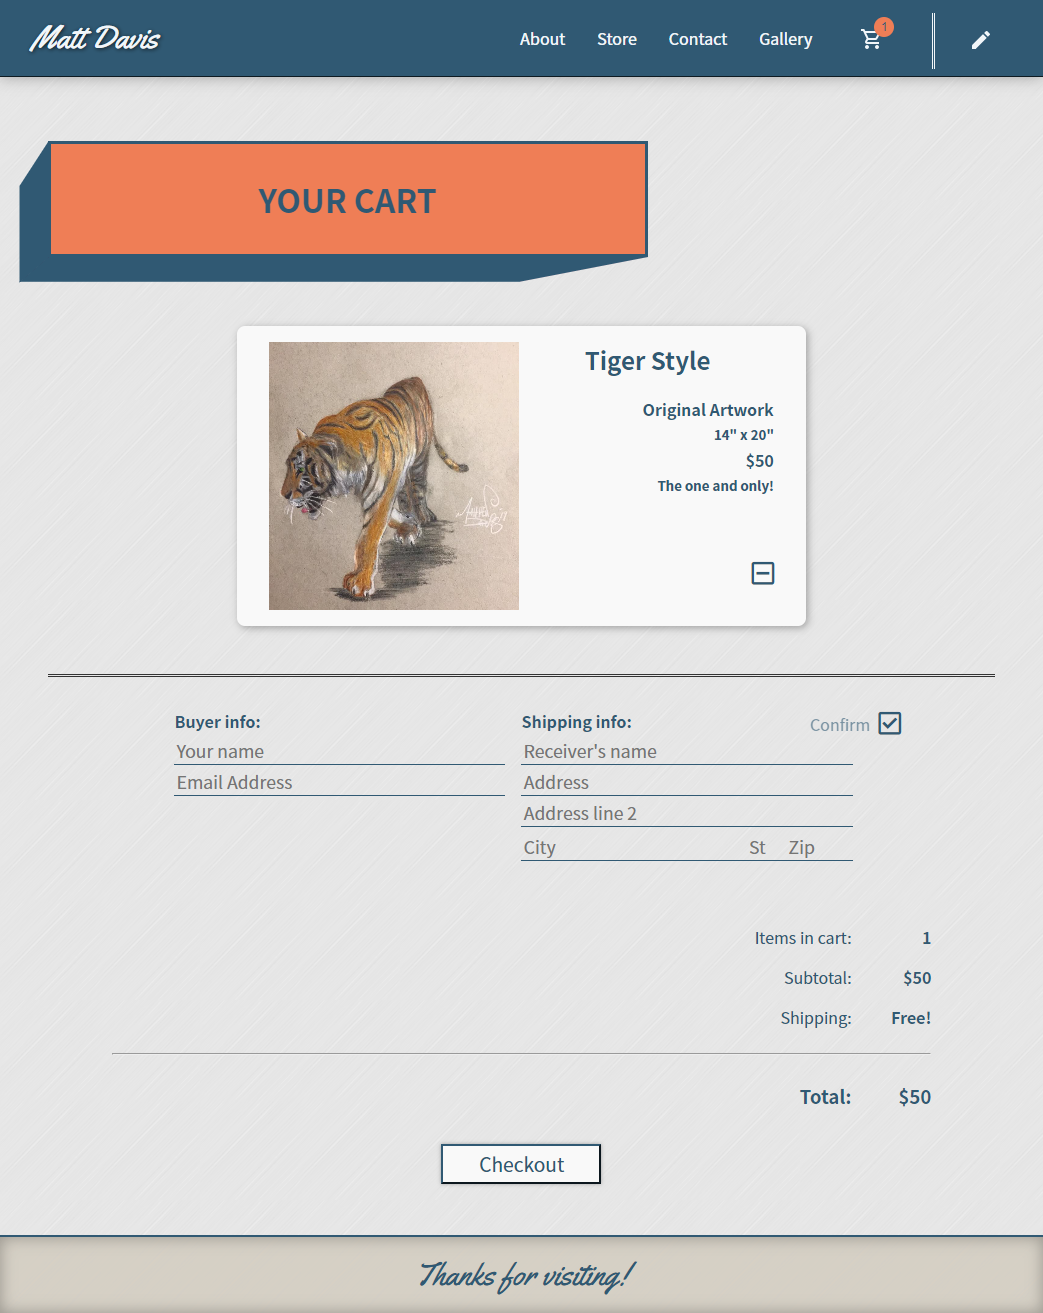 Matt Davis
About Store Contact Gallery 1
YOUR CART
Tiger Style
Original Artwork
14" x 20"
$50
The one and only!
Buyer info:
Your name
Email Address
Shipping info:
Confirm
Receiver's name
Address
Address line 2
City St Zip
Items in cart: 1
Subtotal: $50
Shipping: Free!
Total: $50
Checkout
Thanks for visiting!